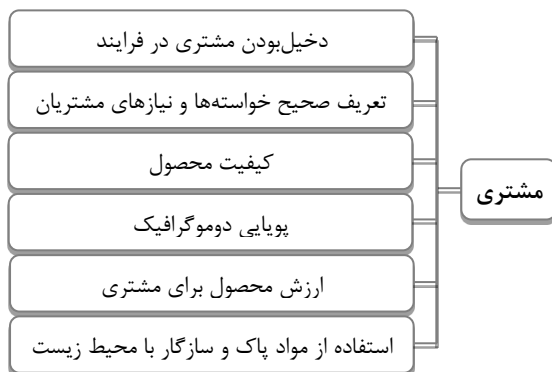 مشتری
دخیل‌بودن مشتری در فرایند
تعریف صحیح خواسته‌ها و نیازهای مشتریان
کیفیت محصول
پویایی دوموگرافیک
ارزش محصول برای مشتری
استفاده از مواد پاک و سازگار با محیط زیست